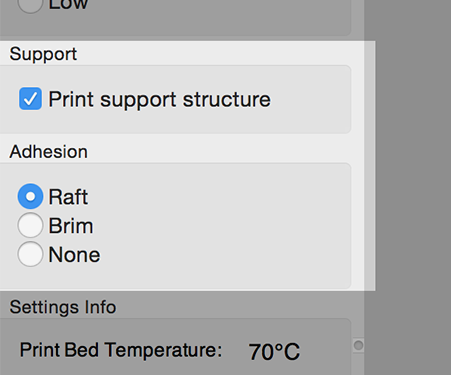 Low
Support
Print support structure
Adhesion
Raft
Brim
None
Settings Info
Print Bed Temperature: 70°C